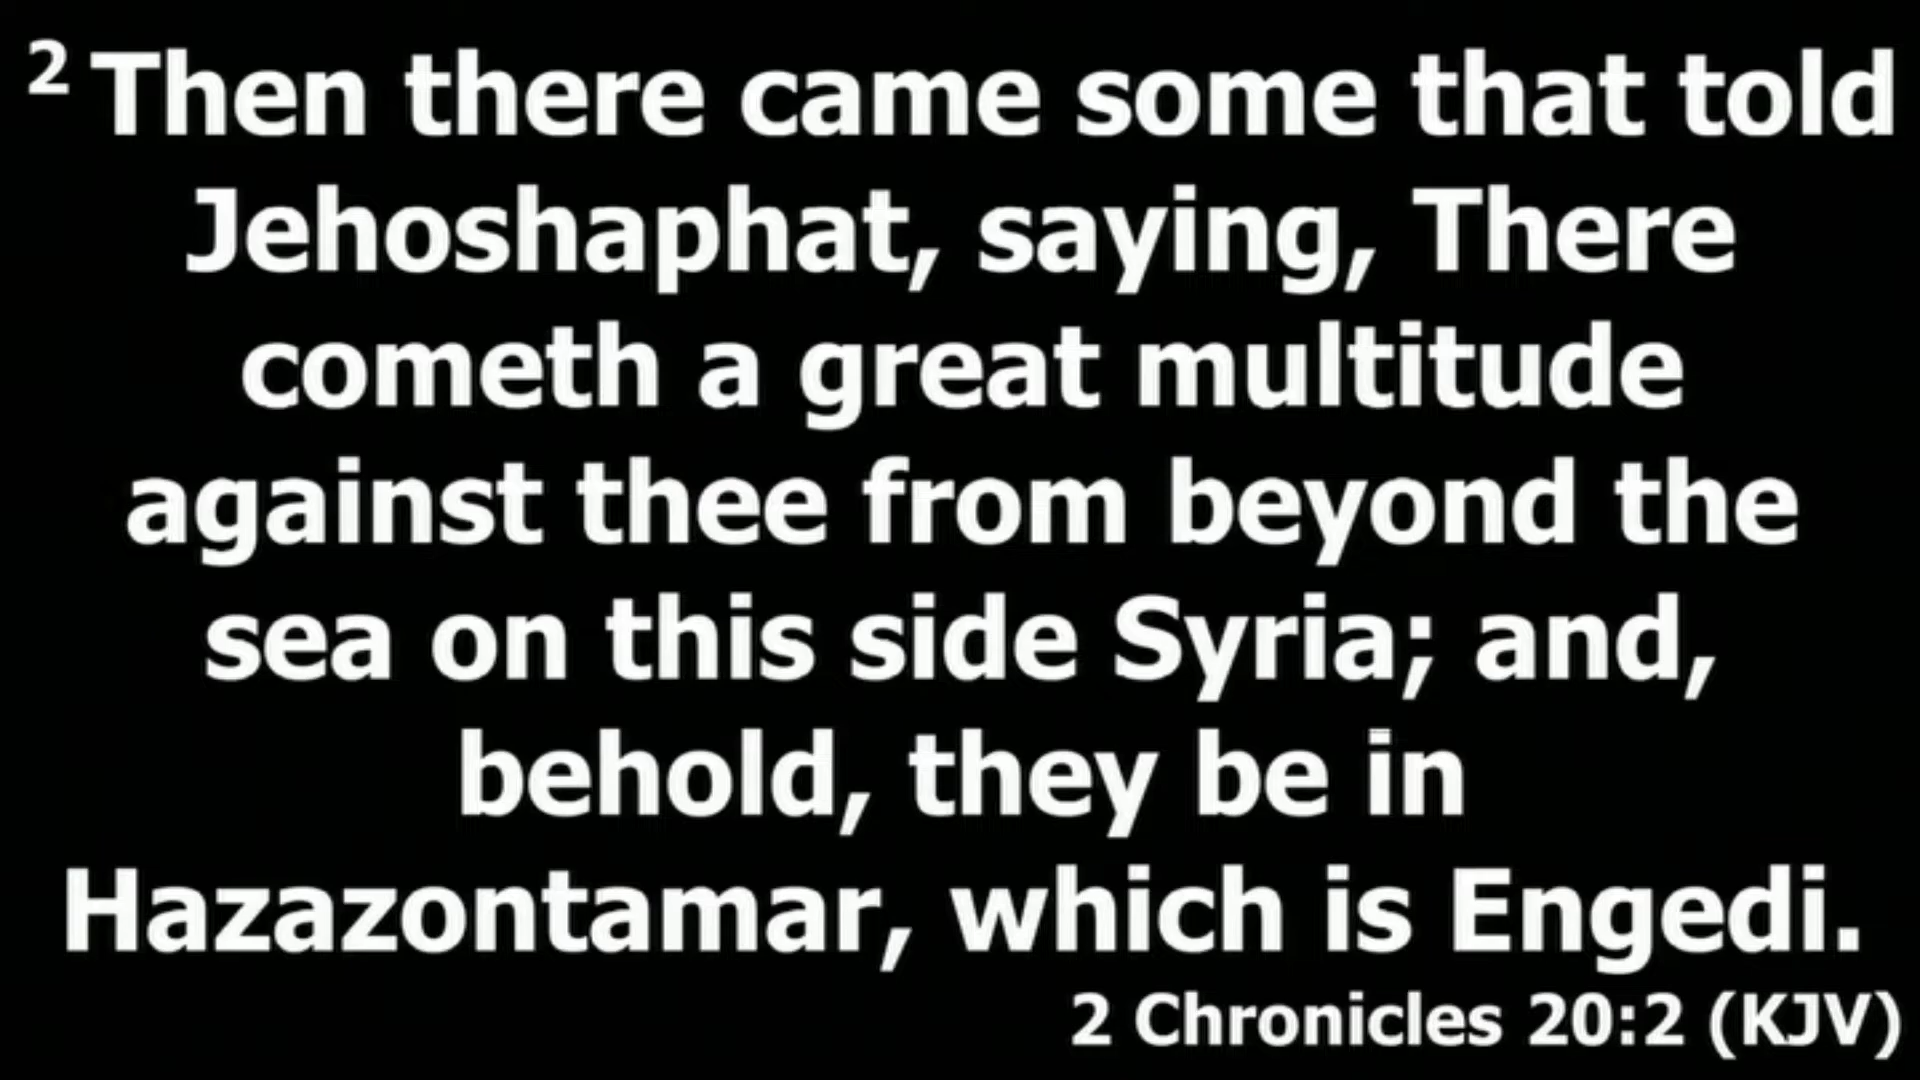 2 Then there came some that told
Jehoshaphat, saying, There
cometh a great multitude
against thee from beyond the
sea on this side Syria; and,
behold, they be in
Hazazontamar, which is Engedi.
2 Chronicles 20:2 (KJV)